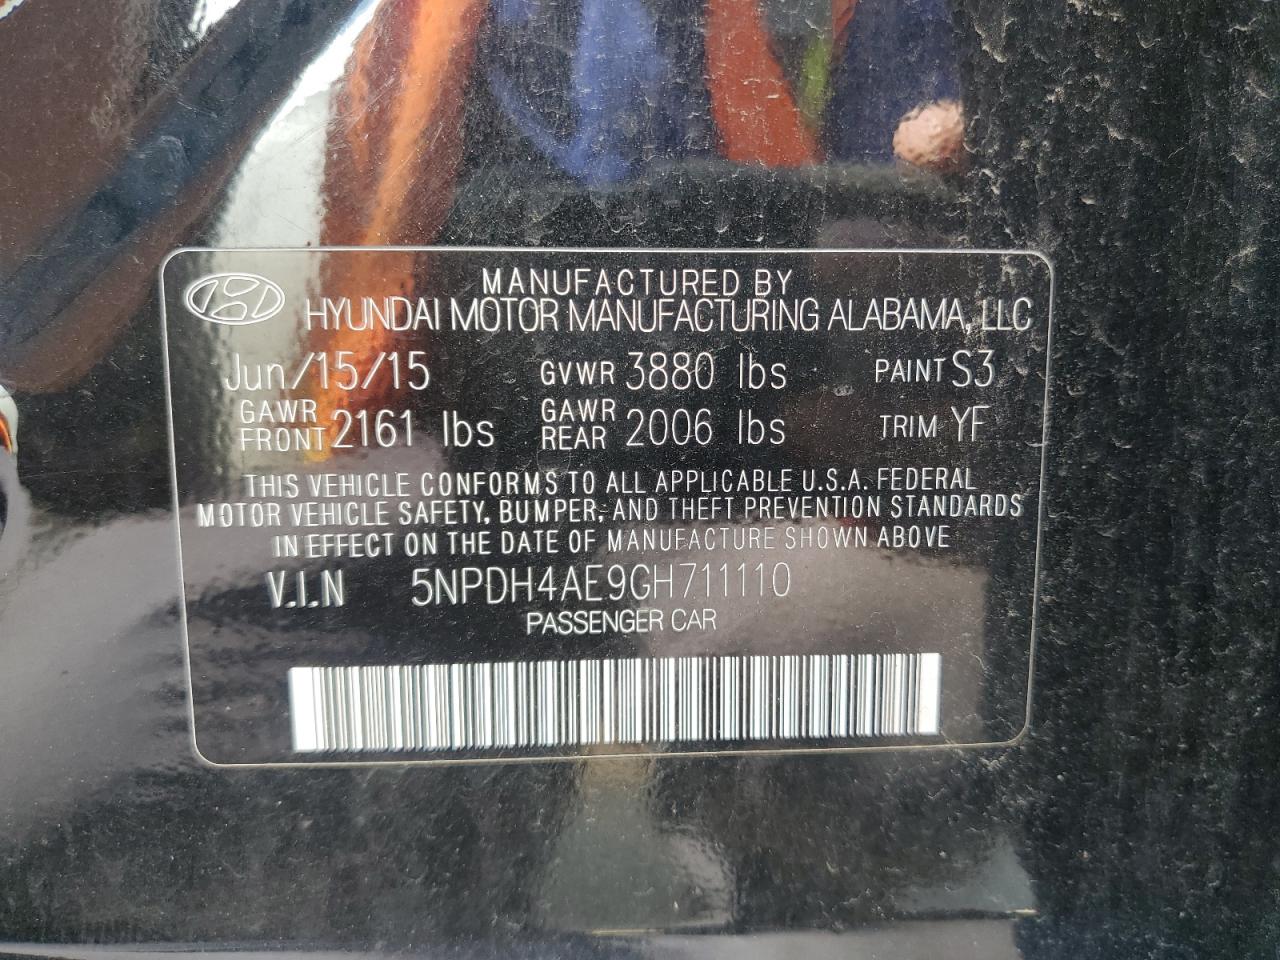 MANUFACTURED BY
HYUNDAI MOTOR MANUFACTURING ALABAMA, LLC
Jun/15/15 GVWR 3880 lbs PAINT S3
GAWR FRONT 2161 lbs GAWR REAR 2006 lbs TRIM YF
THIS VEHICLE CONFORMS TO ALL APPLICABLE U.S.A. FEDERAL
MOTOR VEHICLE SAFETY, BUMPER, AND THEFT PREVENTION STANDARDS
IN EFFECT ON THE DATE OF MANUFACTURE SHOWN ABOVE
V.I.N 5NPDH4AE9GH711110
PASSENGER CAR